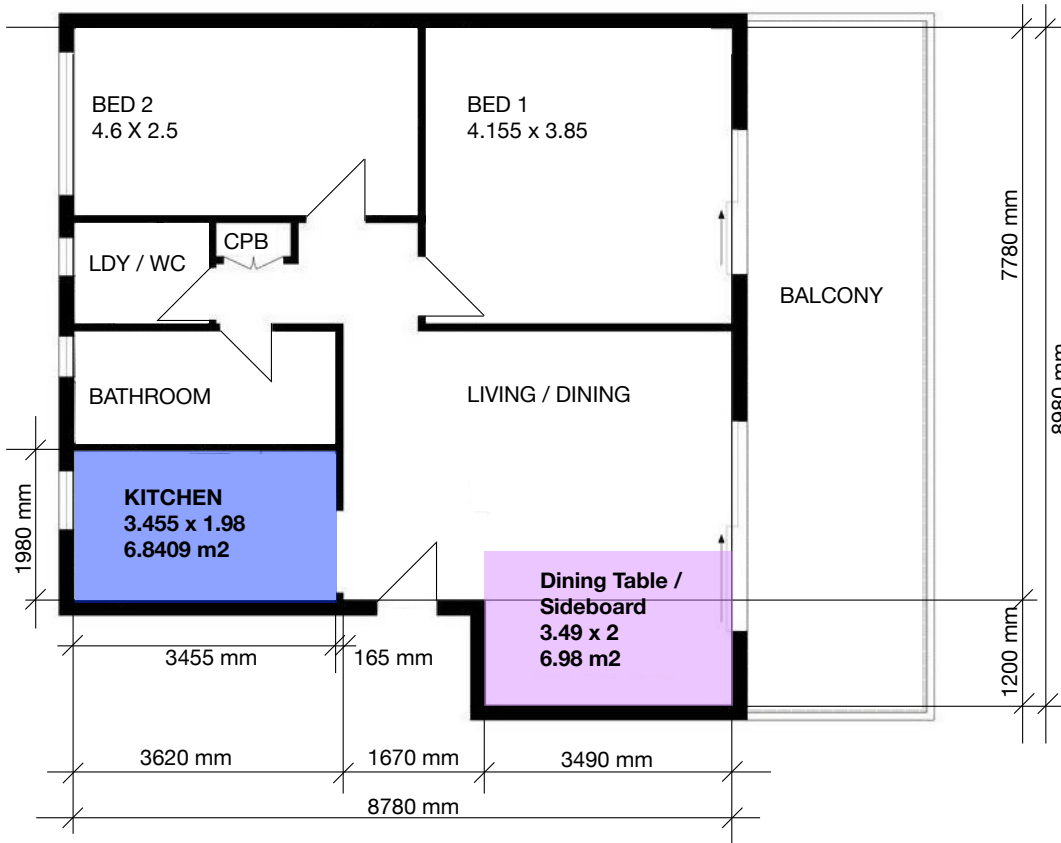 BED 2
4.6 X 2.5
BED 1
4.155 x 3.85
CPB
LDY / WC
BALCONY
7780 mm
8980 mm
BATHROOM
LIVING / DINING
KITCHEN
3.455 x 1.98
6.8409 m2
1980 mm
Dining Table /
Sideboard
3.49 x 2
6.98 m2
1200 mm
3455 mm
165 mm
3620 mm
1670 mm
3490 mm
8780 mm